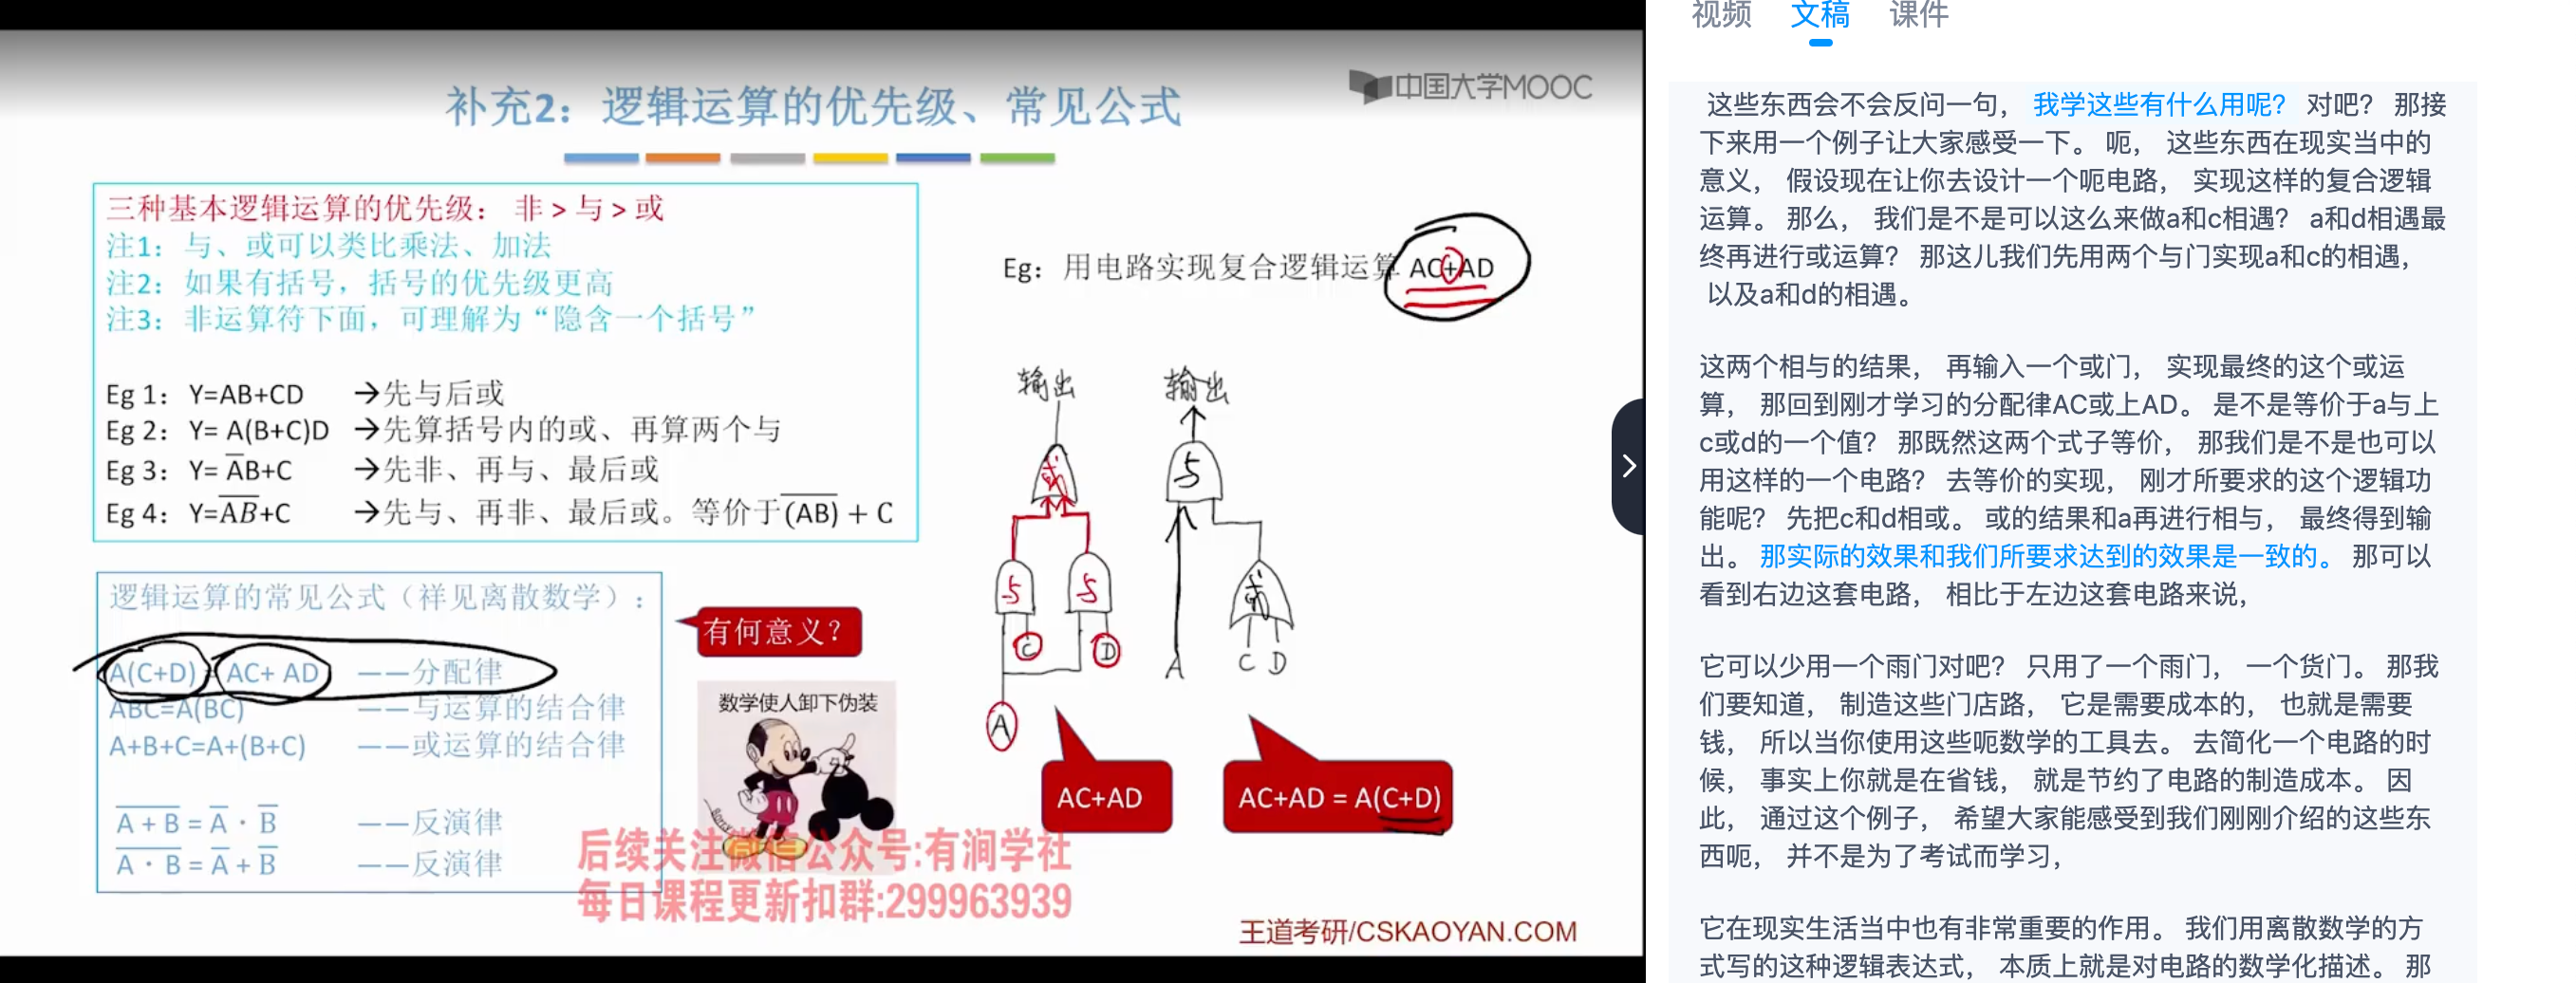 补充2：逻辑运算的优先级、常见公式
中国大学MOOC
三种基本逻辑运算的优先级： 非 > 与 > 或
注1：与、或可以类比乘法、加法
注2：如果有括号，括号的优先级更高
注3：非运算符下面，可理解为“隐含一个括号”
Eg 1：Y=AB+CD →先与后或
Eg 2：Y= A(B+C)D →先算括号内的或、再算两个与
Eg 3：Y= A̅B+C →先非、再与、最后或
Eg 4：Y=A̅B̅+C →先与、再非、最后或。等价于(A̅B̅) + C
逻辑运算的常见公式（祥见离散数学）：
A(C+D) = AC+ AD ——分配律
ABC=A(BC) ——与运算的结合律
A+B+C=A+(B+C) ——或运算的结合律
A̅ ̅+̅ ̅B̅ = A̅ · B̅ ——反演律
A̅ ̅·̅ ̅B̅ = A̅ + B̅ ——反演律
有何意义？
数学使人卸下伪装
Eg：用电路实现复合逻辑运算 AC+AD
输出
输出
或
与
与
与
C
D
或
A
C D
A
AC+AD
AC+AD = A(C+D)
后续关注微信公众号:有涧学社
每日课程更新扣群:299963939
王道考研/CSKAOYAN.COM
视频 文稿 课件
这些东西会不会反问一句， 我学这些有什么用呢？ 对吧？ 那接
下来用一个例子让大家感受一下。 呃， 这些东西在现实当中的
意义， 假设现在让你去设计一个呃电路， 实现这样的复合逻辑
运算。 那么， 我们是不是可以这么来做a和c相遇？ a和d相遇最
终再进行或运算？ 那这儿我们先用两个与门实现a和c的相遇，
以及a和d的相遇。
这两个相与的结果， 再输入一个或门， 实现最终的这个或运
算， 那回到刚才学习的分配律AC或上AD。 是不是等价于a与上
c或d的一个值？ 那既然这两个式子等价， 那我们是不是也可以
用这样的一个电路？ 去等价的实现， 刚才所要求的这个逻辑功
能呢？ 先把c和d相或。 或的结果和a再进行相与， 最终得到输
出。 那实际的效果和我们所要求达到的效果是一致的。 那可以
看到右边这套电路， 相比于左边这套电路来说，
它可以少用一个雨门对吧？ 只用了一个雨门， 一个货门。 那我
们要知道， 制造这些门店路， 它是需要成本的， 也就是需要
钱， 所以当你使用这些呃数学的工具去。 去简化一个电路的时
候， 事实上你就是在省钱， 就是节约了电路的制造成本。 因
此， 通过这个例子， 希望大家能感受到我们刚刚介绍的这些东
西呃， 并不是为了考试而学习，
它在现实生活当中也有非常重要的作用。 我们用离散数学的方
式写的这种逻辑表达式， 本质上就是对电路的数学化描述。 那